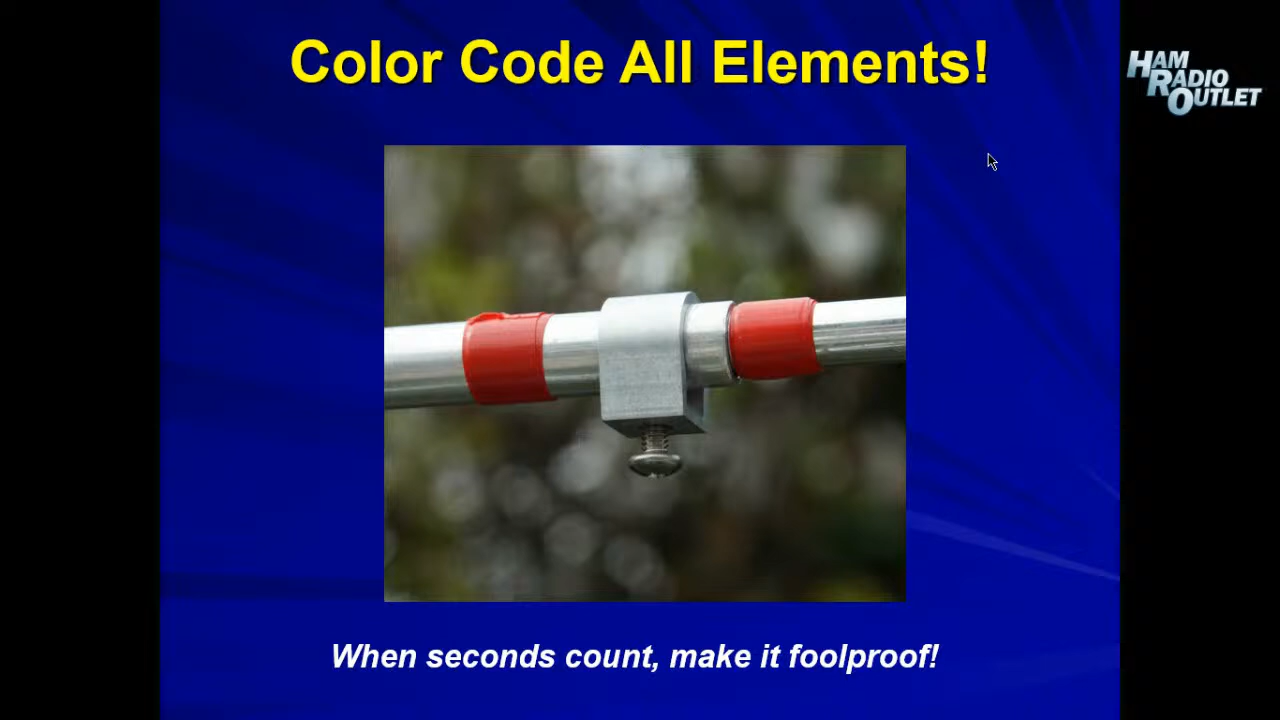 Color Code All Elements!
HAM
RADIO
OUTLET
When seconds count, make it foolproof!